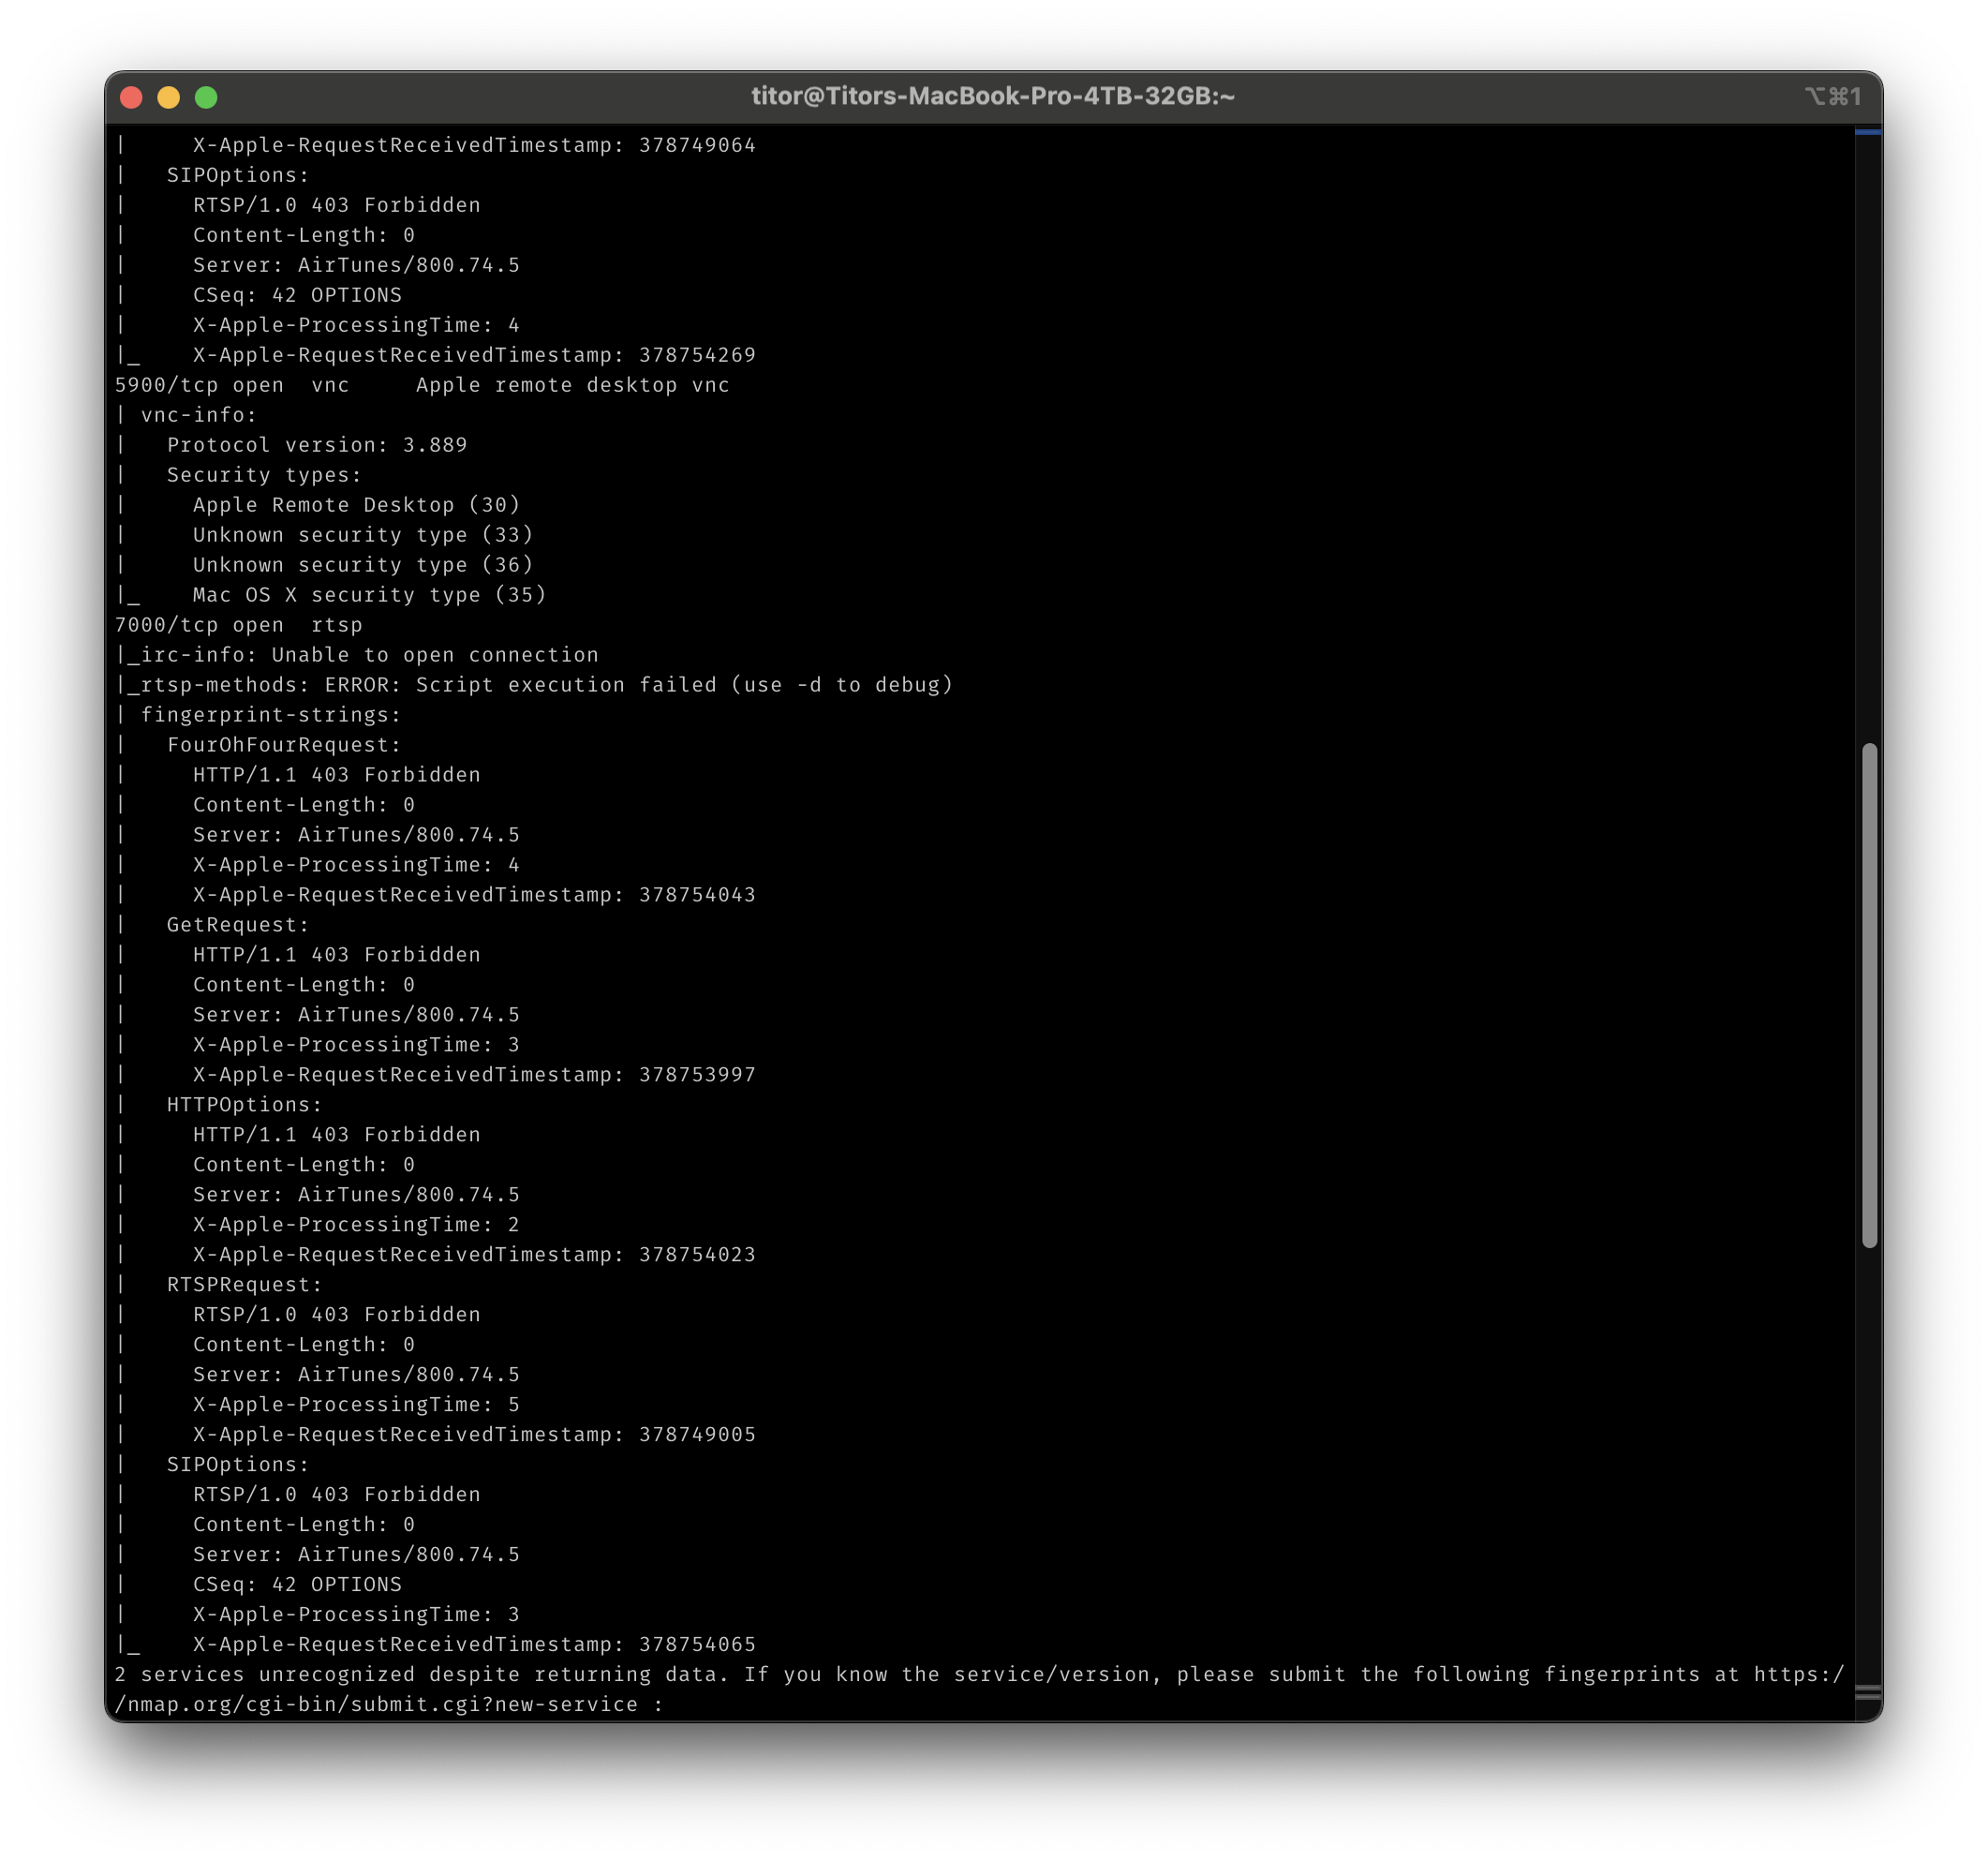 titor@Titors-MacBook-Pro-4TB-32GB:~ ⌥⌘1
|     X-Apple-RequestReceivedTimestamp: 378749064
|   SIPOptions:
|     RTSP/1.0 403 Forbidden
|     Content-Length: 0
|     Server: AirTunes/800.74.5
|     CSeq: 42 OPTIONS
|     X-Apple-ProcessingTime: 4
|_    X-Apple-RequestReceivedTimestamp: 378754269
5900/tcp open  vnc     Apple remote desktop vnc
| vnc-info:
|   Protocol version: 3.889
|   Security types:
|     Apple Remote Desktop (30)
|     Unknown security type (33)
|     Unknown security type (36)
|_    Mac OS X security type (35)
7000/tcp open  rtsp
|_irc-info: Unable to open connection
|_rtsp-methods: ERROR: Script execution failed (use -d to debug)
| fingerprint-strings:
|   FourOhFourRequest:
|     HTTP/1.1 403 Forbidden
|     Content-Length: 0
|     Server: AirTunes/800.74.5
|     X-Apple-ProcessingTime: 4
|     X-Apple-RequestReceivedTimestamp: 378754043
|   GetRequest:
|     HTTP/1.1 403 Forbidden
|     Content-Length: 0
|     Server: AirTunes/800.74.5
|     X-Apple-ProcessingTime: 3
|     X-Apple-RequestReceivedTimestamp: 378753997
|   HTTPOptions:
|     HTTP/1.1 403 Forbidden
|     Content-Length: 0
|     Server: AirTunes/800.74.5
|     X-Apple-ProcessingTime: 2
|     X-Apple-RequestReceivedTimestamp: 378754023
|   RTSPRequest:
|     RTSP/1.0 403 Forbidden
|     Content-Length: 0
|     Server: AirTunes/800.74.5
|     X-Apple-ProcessingTime: 5
|     X-Apple-RequestReceivedTimestamp: 378749005
|   SIPOptions:
|     RTSP/1.0 403 Forbidden
|     Content-Length: 0
|     Server: AirTunes/800.74.5
|     CSeq: 42 OPTIONS
|     X-Apple-ProcessingTime: 3
|_    X-Apple-RequestReceivedTimestamp: 378754065
2 services unrecognized despite returning data. If you know the service/version, please submit the following fingerprints at https:/
/nmap.org/cgi-bin/submit.cgi?new-service :